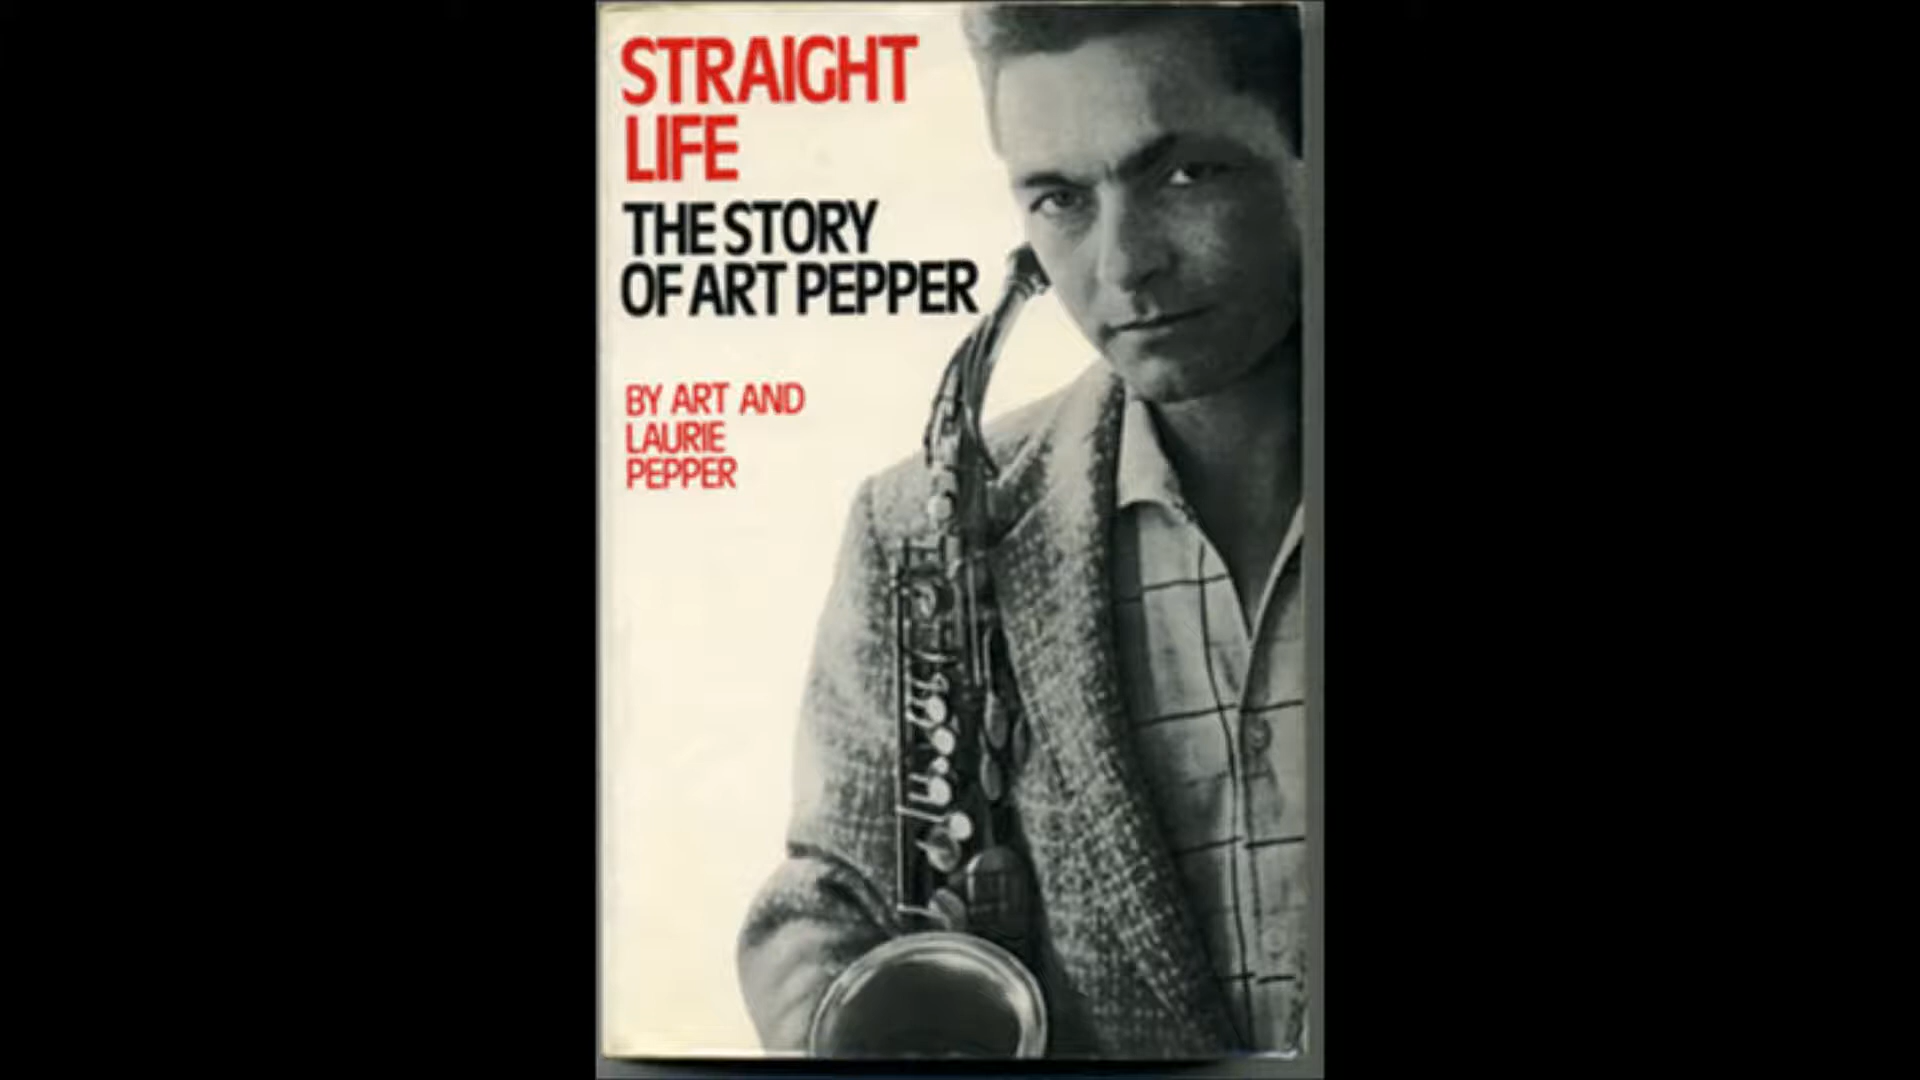 STRAIGHT
LIFE
THE STORY
OF ART PEPPER
BY ART AND
LAURIE
PEPPER